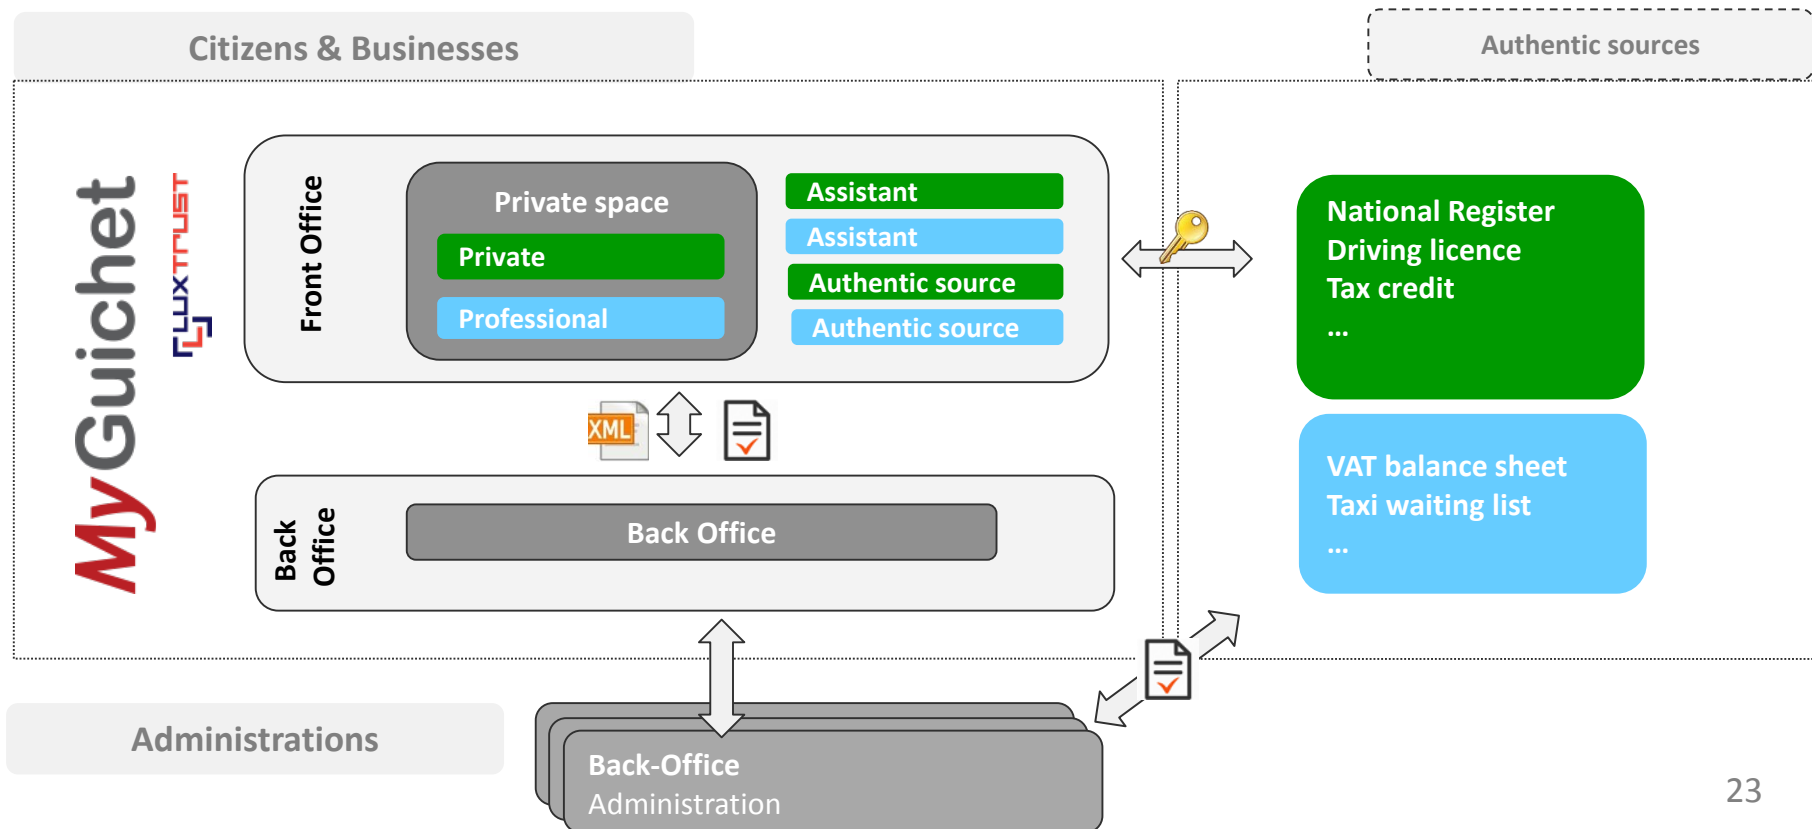 Citizens & Businesses
Authentic sources
MyGuichet
LUXTRUST
Front Office
Private space
Private
Professional
Assistant
Assistant
Authentic source
Authentic source
National Register
Driving licence
Tax credit
...
XML
VAT balance sheet
Taxi waiting list
...
Back
Office
Back Office
Administrations
Back-Office
Administration
23